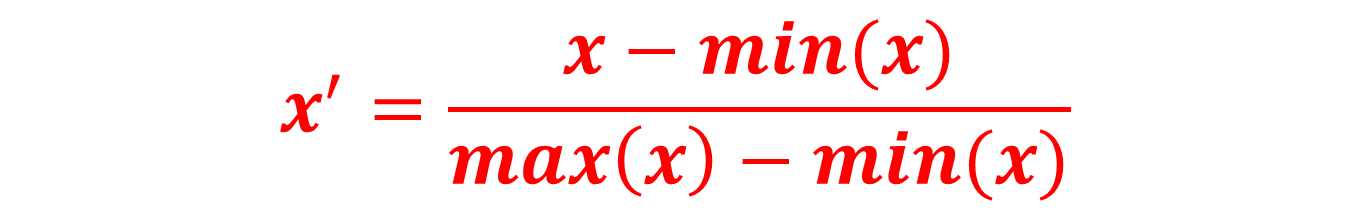 x′ = (x − min(x)) / (max(x) − min(x))